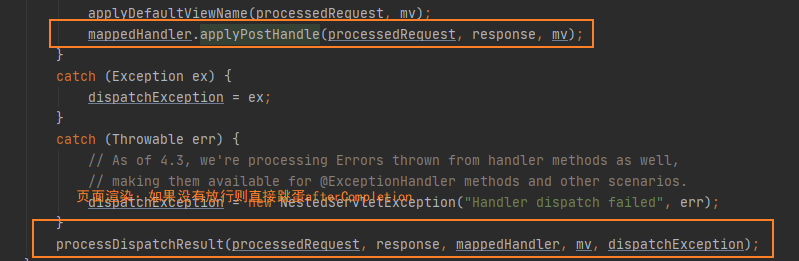 applyDefaultViewName(processedRequest, mv);
mappedHandler.applyPostHandle(processedRequest, response, mv);
}
catch (Exception ex) {
dispatchException = ex;
}
catch (Throwable err) {
// As of 4.3, we're processing Errors thrown from handler methods as well,
// making them available for @ExceptionHandler methods and other scenarios.
页面渲染，如果没有放行则直接跳蛋afterCompletion
dispatchException = new NestedServletException("Handler dispatch failed", err);
}
processDispatchResult(processedRequest, response, mappedHandler, mv, dispatchException);